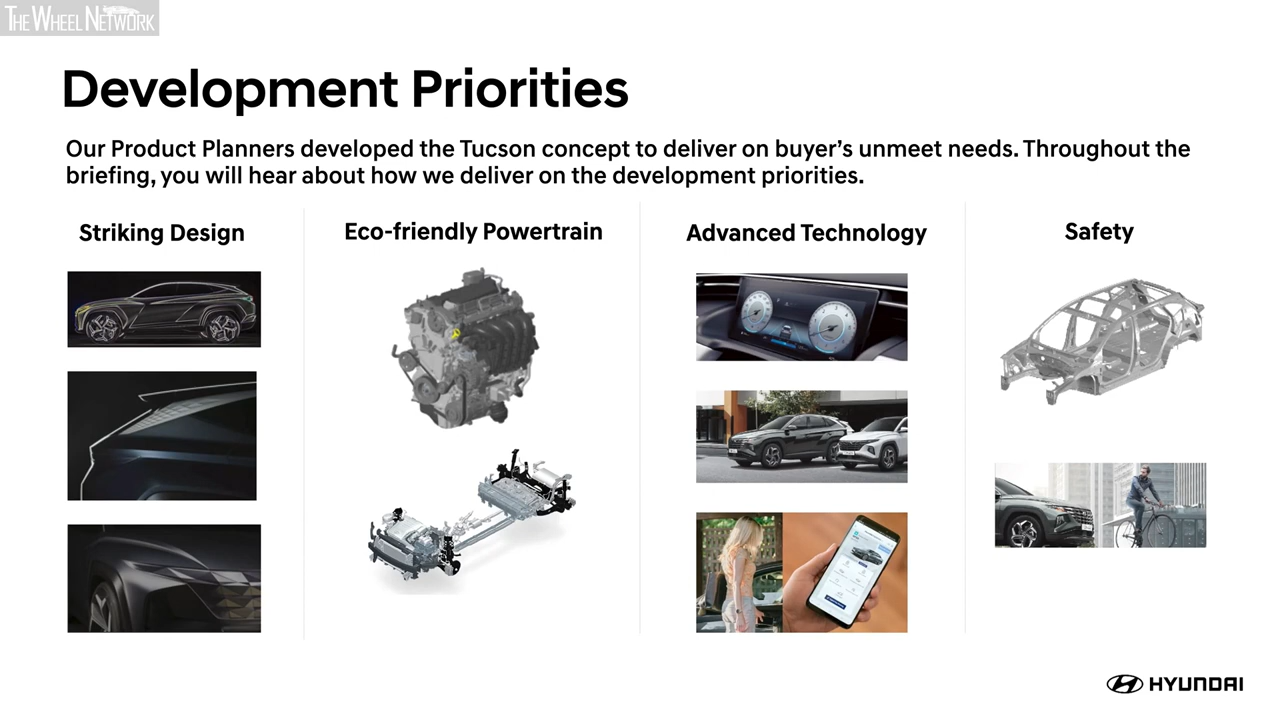 THE WHEEL NETWORK
Development Priorities
Our Product Planners developed the Tucson concept to deliver on buyer's unmeet needs. Throughout the
briefing, you will hear about how we deliver on the development priorities.
Striking Design
Eco-friendly Powertrain
Advanced Technology
Safety
HYUNDAI